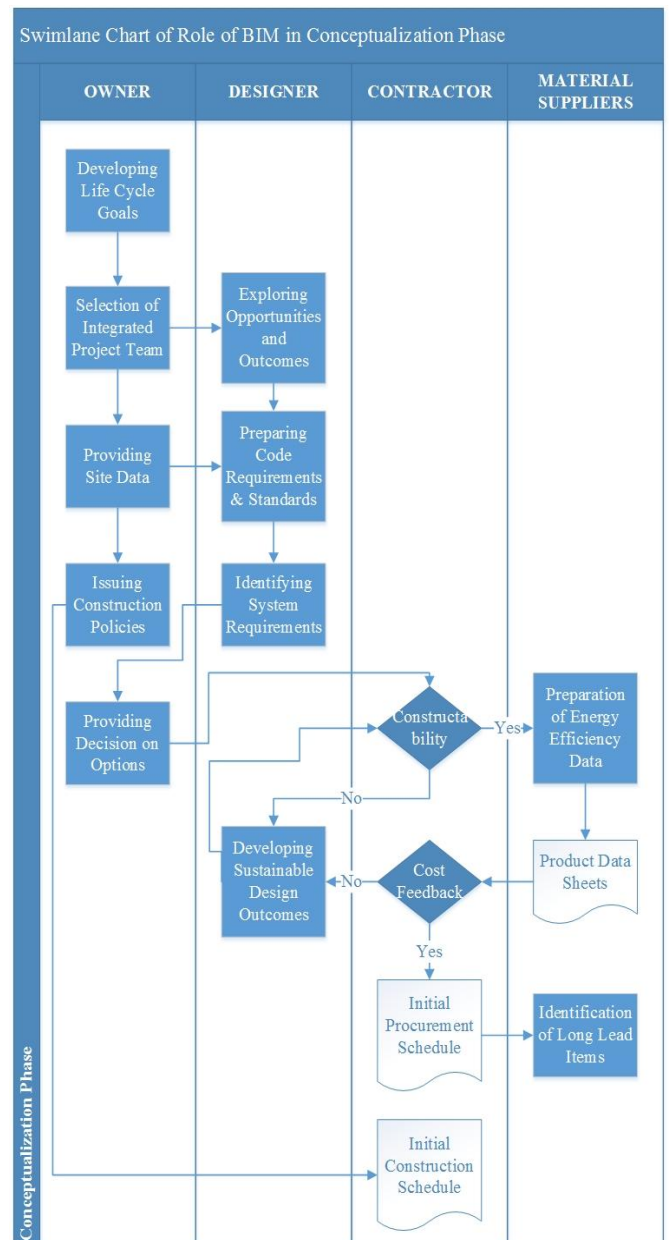 Swimlane Chart of Role of BIM in Conceptualization Phase
OWNER
DESIGNER
CONTRACTOR
MATERIAL
SUPPLIERS
Developing
Life Cycle
Goals
Selection of
Integrated
Project Team
Exploring
Opportunities
and
Outcomes
Providing
Site Data
Preparing
Code
Requirements
& Standards
Issuing
Construction
Policies
Identifying
System
Requirements
Providing
Decision on
Options
Constructa
bility
Yes
Preparation
of Energy
Efficiency
Data
No
Developing
Sustainable
Design
Outcomes
No
Cost
Feedback
Product Data
Sheets
Yes
Initial
Procurement
Schedule
Identification
of Long Lead
Items
Initial
Construction
Schedule
Conceptualization Phase